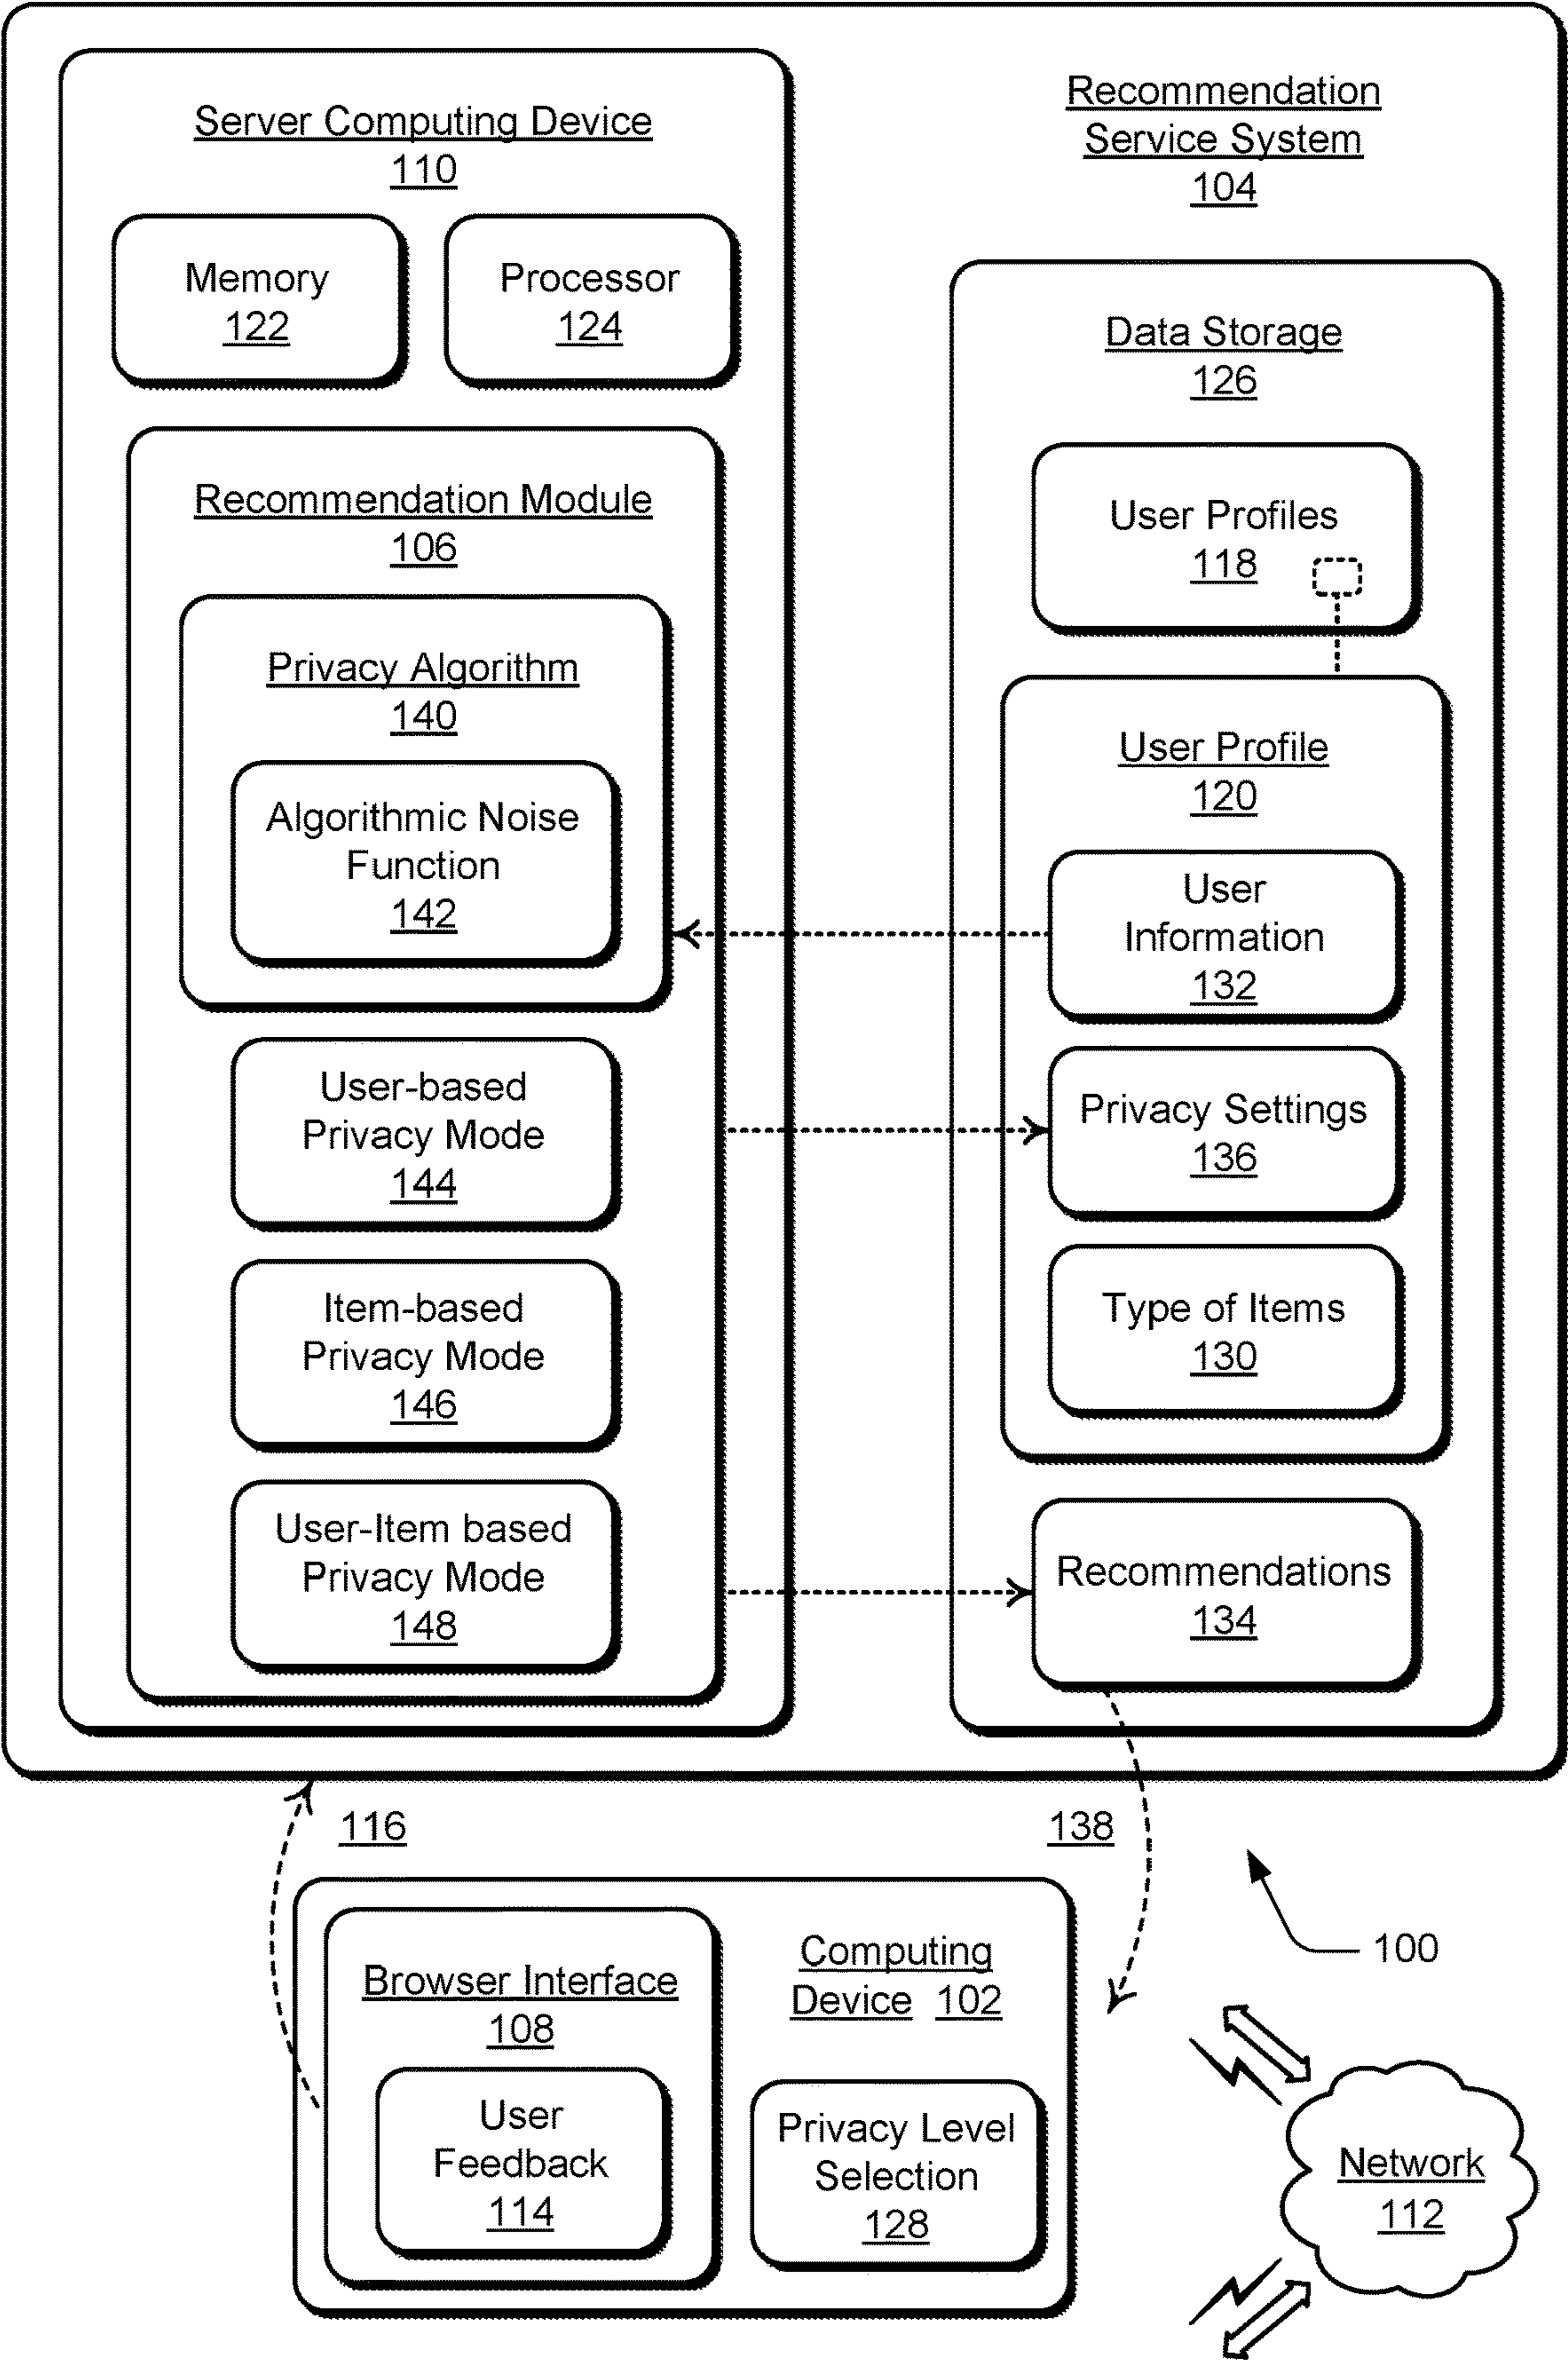 Server Computing Device
110
Memory
122
Processor
124
Recommendation Module
106
Privacy Algorithm
140
Algorithmic Noise
Function
142
User-based
Privacy Mode
144
Item-based
Privacy Mode
146
User-Item based
Privacy Mode
148
Recommendation
Service System
104
Data Storage
126
User Profiles
118
User Profile
120
User
Information
132
Privacy Settings
136
Type of Items
130
Recommendations
134
116
138
Browser Interface
108
User
Feedback
114
Computing
Device 102
Privacy Level
Selection
128
100
Network
112